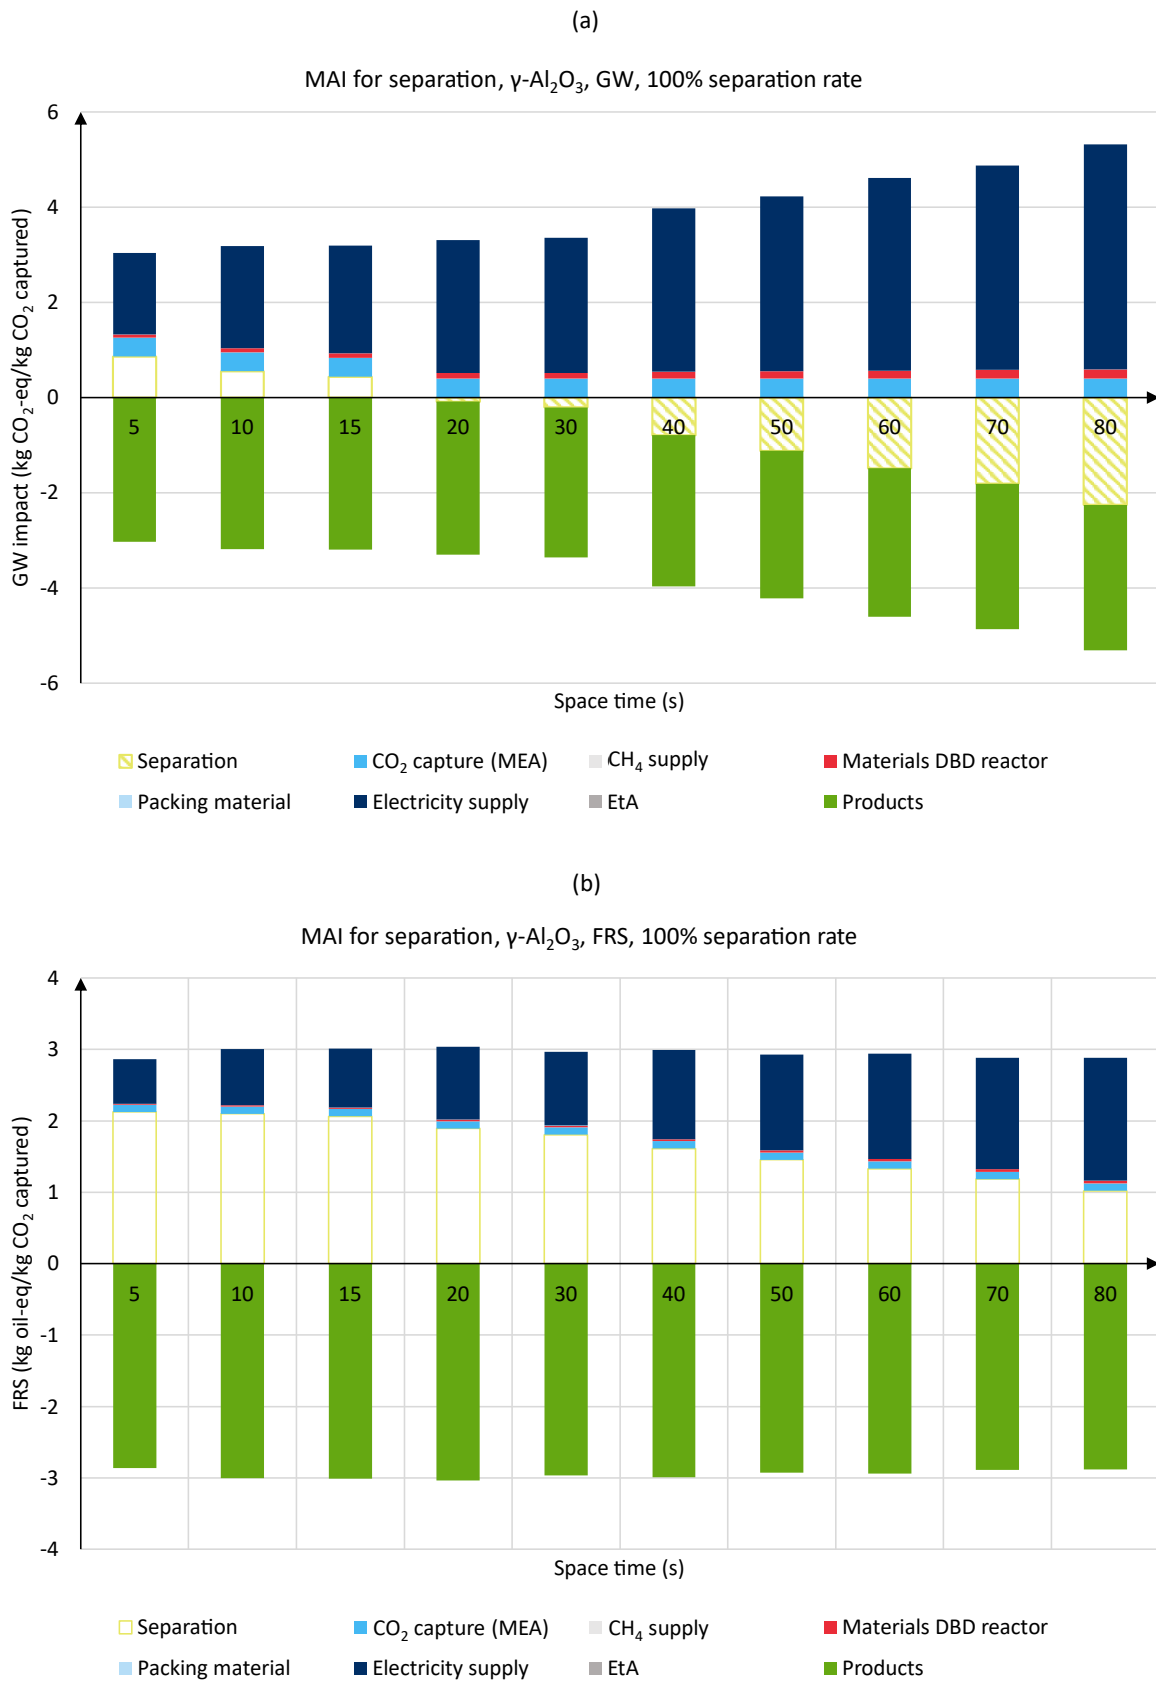 (a)
MAI for separation, γ-Al₂O₃, GW, 100% separation rate
GW impact (kg CO₂-eq/kg CO₂ captured)
6
4
2
0
-2
-4
-6
5 10 15 20 30 40 50 60 70 80
Space time (s)
Separation CO₂ capture (MEA) CH₄ supply Materials DBD reactor
Packing material Electricity supply EtA Products
(b)
MAI for separation, γ-Al₂O₃, FRS, 100% separation rate
FRS (kg oil-eq/kg CO₂ captured)
4
3
2
1
0
-1
-2
-3
-4
5 10 15 20 30 40 50 60 70 80
Space time (s)
Separation CO₂ capture (MEA) CH₄ supply Materials DBD reactor
Packing material Electricity supply EtA Products